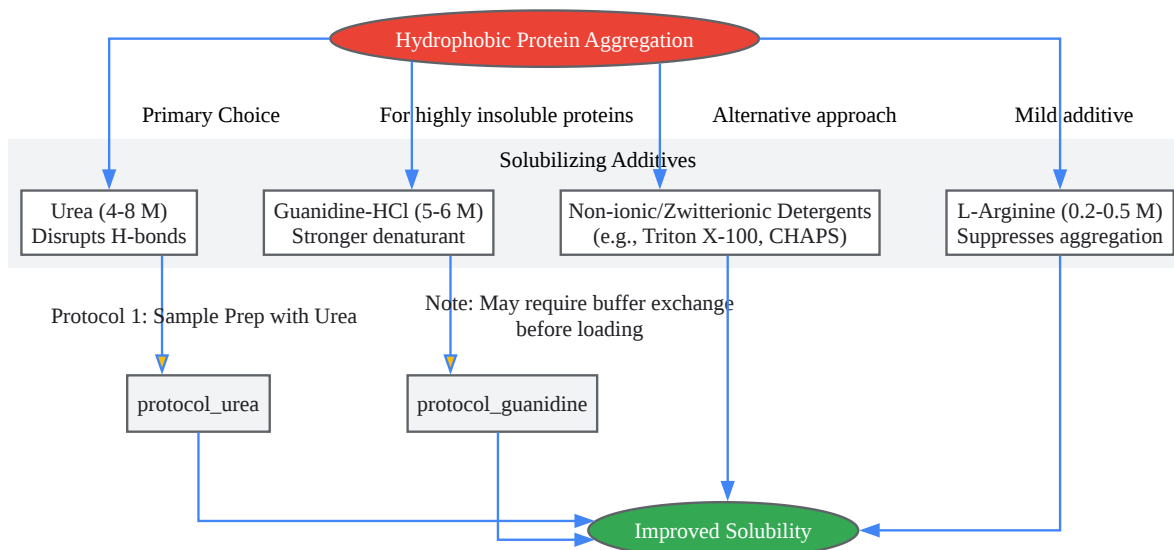 Hydrophobic Protein Aggregation
Primary Choice
For highly insoluble proteins
Alternative approach
Mild additive
Solubilizing Additives
Urea (4-8 M)
Disrupts H-bonds
Guanidine-HCl (5-6 M)
Stronger denaturant
Non-ionic/Zwitterionic Detergents
(e.g., Triton X-100, CHAPS)
L-Arginine (0.2-0.5 M)
Suppresses aggregation
Protocol 1: Sample Prep with Urea
Note: May require buffer exchange
before loading
protocol_urea
protocol_guanidine
Improved Solubility